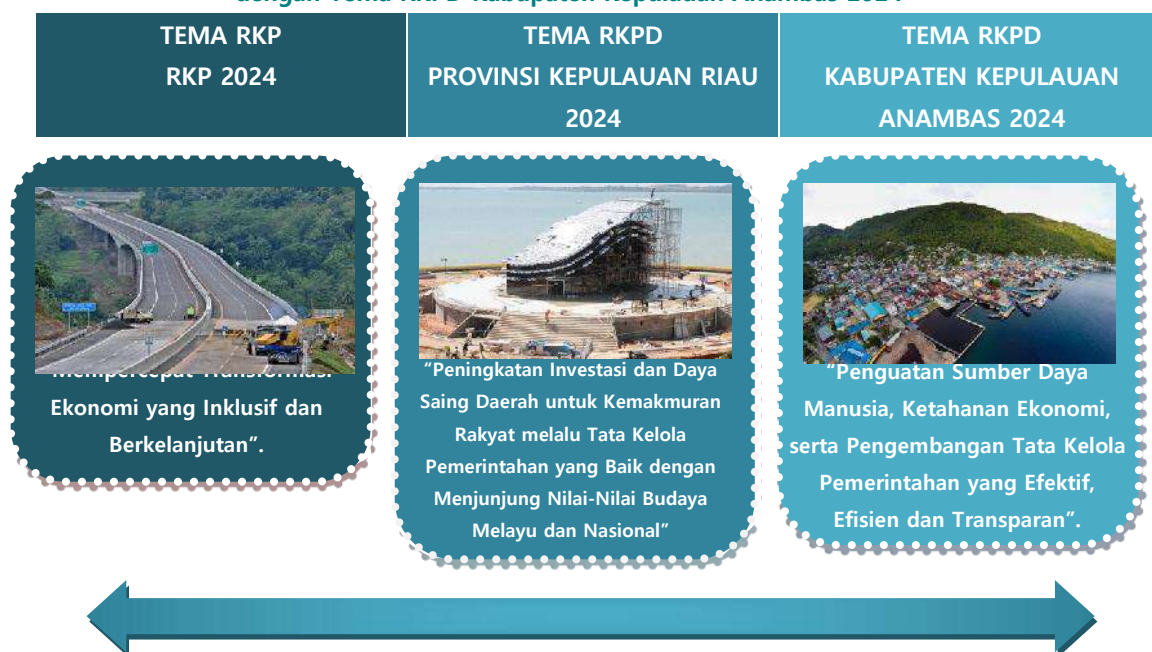 TEMA RKP
RKP 2024
TEMA RKPD
PROVINSI KEPULAUAN RIAU
2024
TEMA RKPD
KABUPATEN KEPULAUAN
ANAMBAS 2024
Ekonomi yang Inklusif dan
Berkelanjutan”.
“Peningkatan Investasi dan Daya
Saing Daerah untuk Kemakmuran
Rakyat melalu Tata Kelola
Pemerintahan yang Baik dengan
Menjunjung Nilai-Nilai Budaya
Melayu dan Nasional”
“Penguatan Sumber Daya
Manusia, Ketahanan Ekonomi,
serta Pengembangan Tata Kelola
Pemerintahan yang Efektif,
Efisien dan Transparan”.